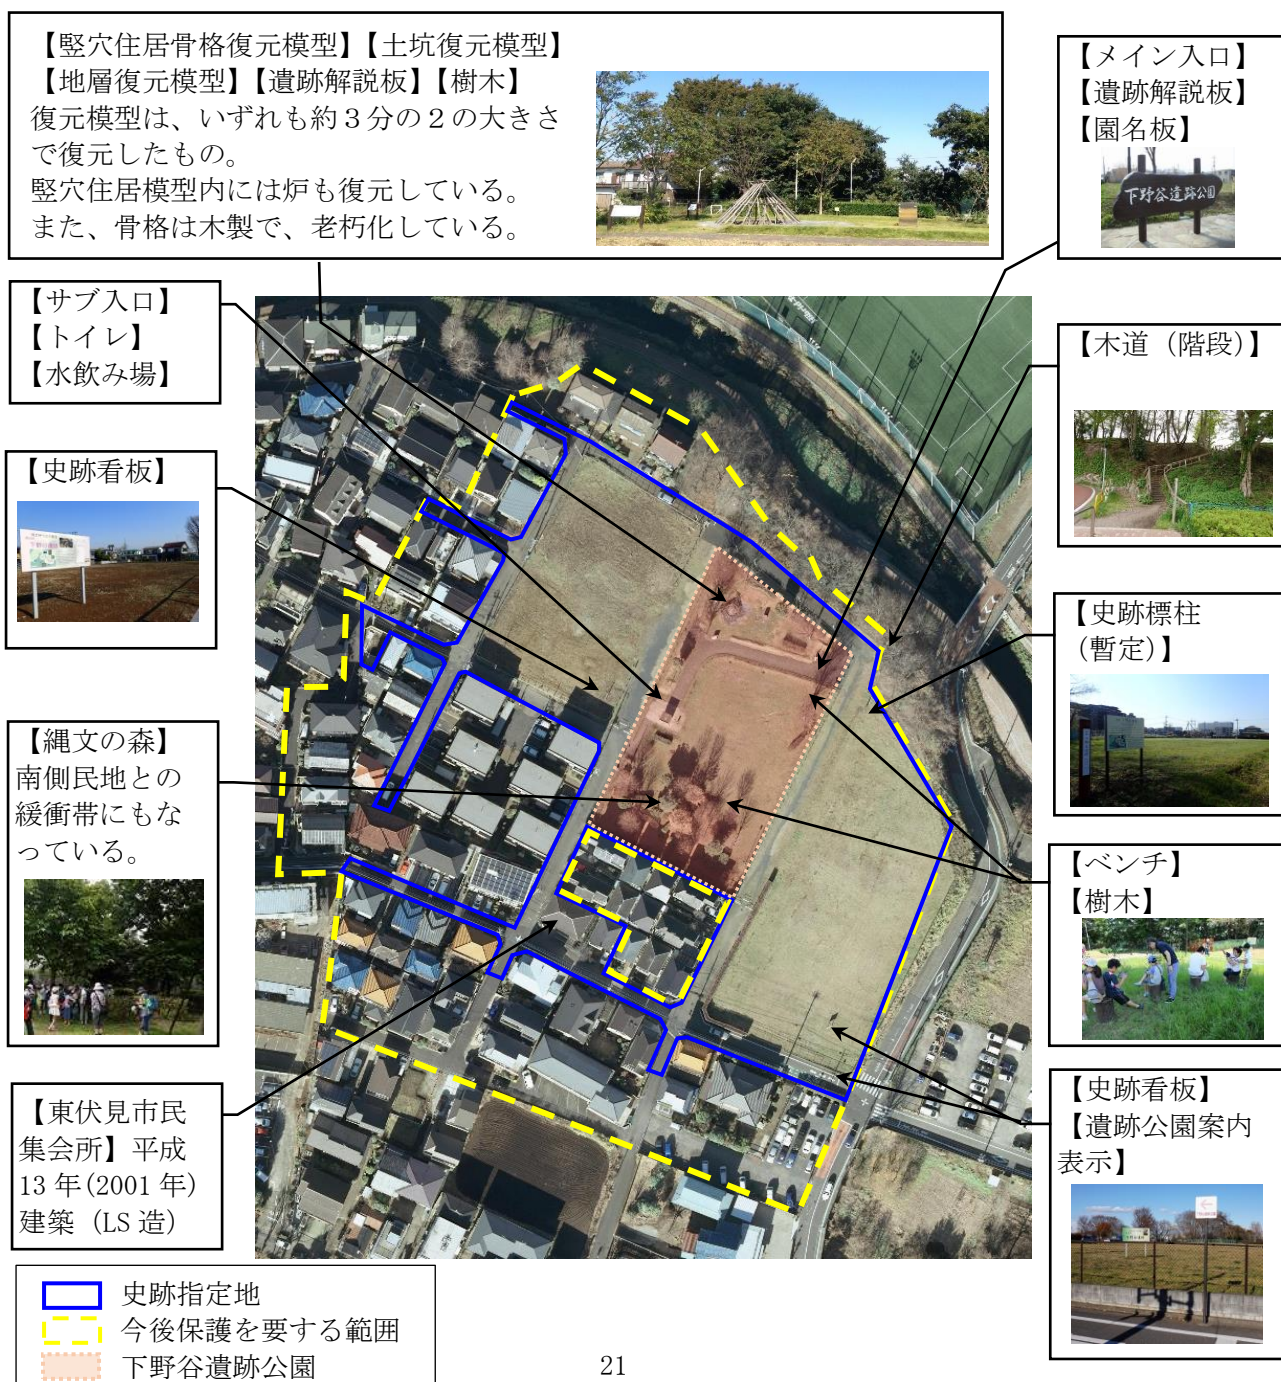 【竪穴住居骨格復元模型】【土坑復元模型】
【地層復元模型】【遺跡解説板】【樹木】
復元模型は、いずれも約３分の２の大きさ
で復元したもの。
竪穴住居模型内には炉も復元している。
また、骨格は木製で、老朽化している。
【メイン入口】
【遺跡解説板】
【園名板】
下野谷遺跡公園
【サブ入口】
【トイレ】
【水飲み場】
【木道（階段）】
【史跡看板】
【史跡標柱
（暫定）】
【縄文の森】
南側民地との
緩衝帯にもな
っている。
【ベンチ】
【樹木】
【東伏見市民
集会所】平成
13 年(2001 年)
建築（LS 造）
【史跡看板】
【遺跡公園案内
表示】
史跡指定地
今後保護を要する範囲
下野谷遺跡公園
21